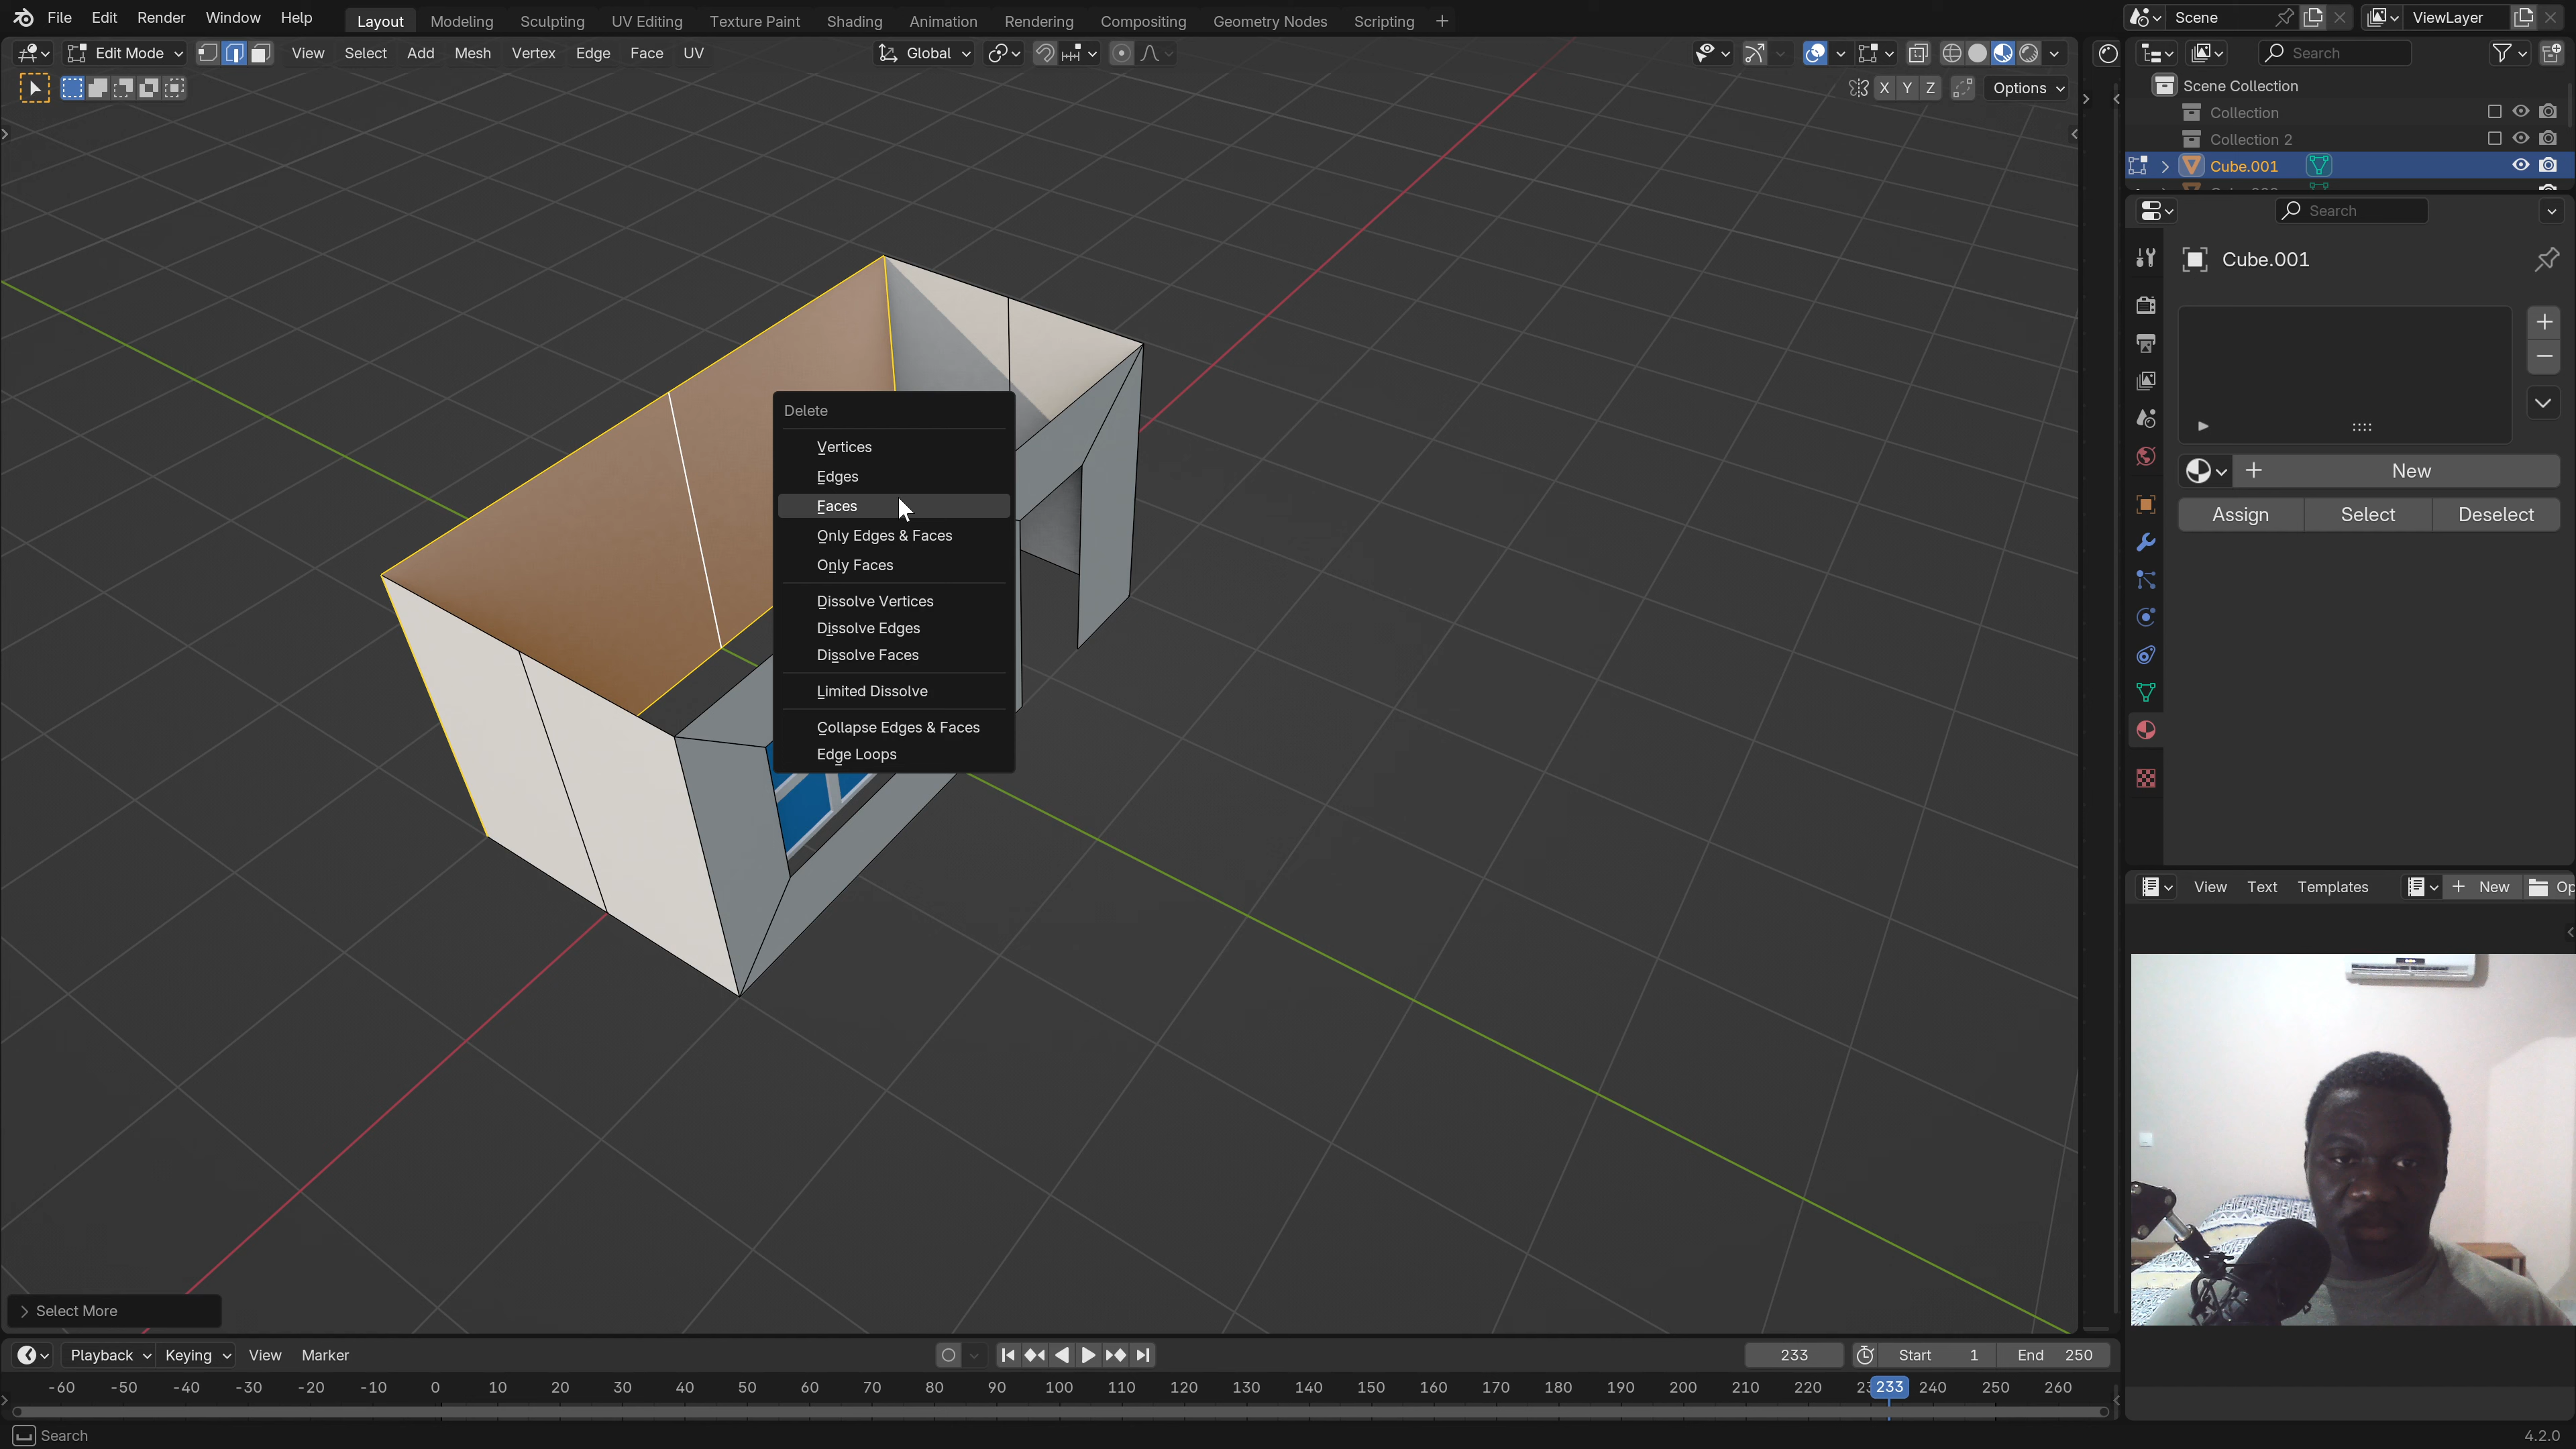 File Edit Render Window Help
Layout Modeling Sculpting UV Editing Texture Paint Shading Animation Rendering Compositing Geometry Nodes Scripting +
Scene
ViewLayer
Edit Mode
View Select Add Mesh Vertex Edge Face UV
Global
Search
X Y Z
Options
Scene Collection
Collection
Collection 2
Cube.001
Search
Cube.001
New
Assign Select Deselect
Delete
Vertices
Edges
Faces
Only Edges & Faces
Only Faces
Dissolve Vertices
Dissolve Edges
Dissolve Faces
Limited Dissolve
Collapse Edges & Faces
Edge Loops
View Text Templates
New
Op
Select More
Playback Keying View Marker
233
Start 1
End 250
-60 -50 -40 -30 -20 -10 0 10 20 30 40 50 60 70 80 90 100 110 120 130 140 150 160 170 180 190 200 210 220 23 233 240 250 260
Search
4.2.0